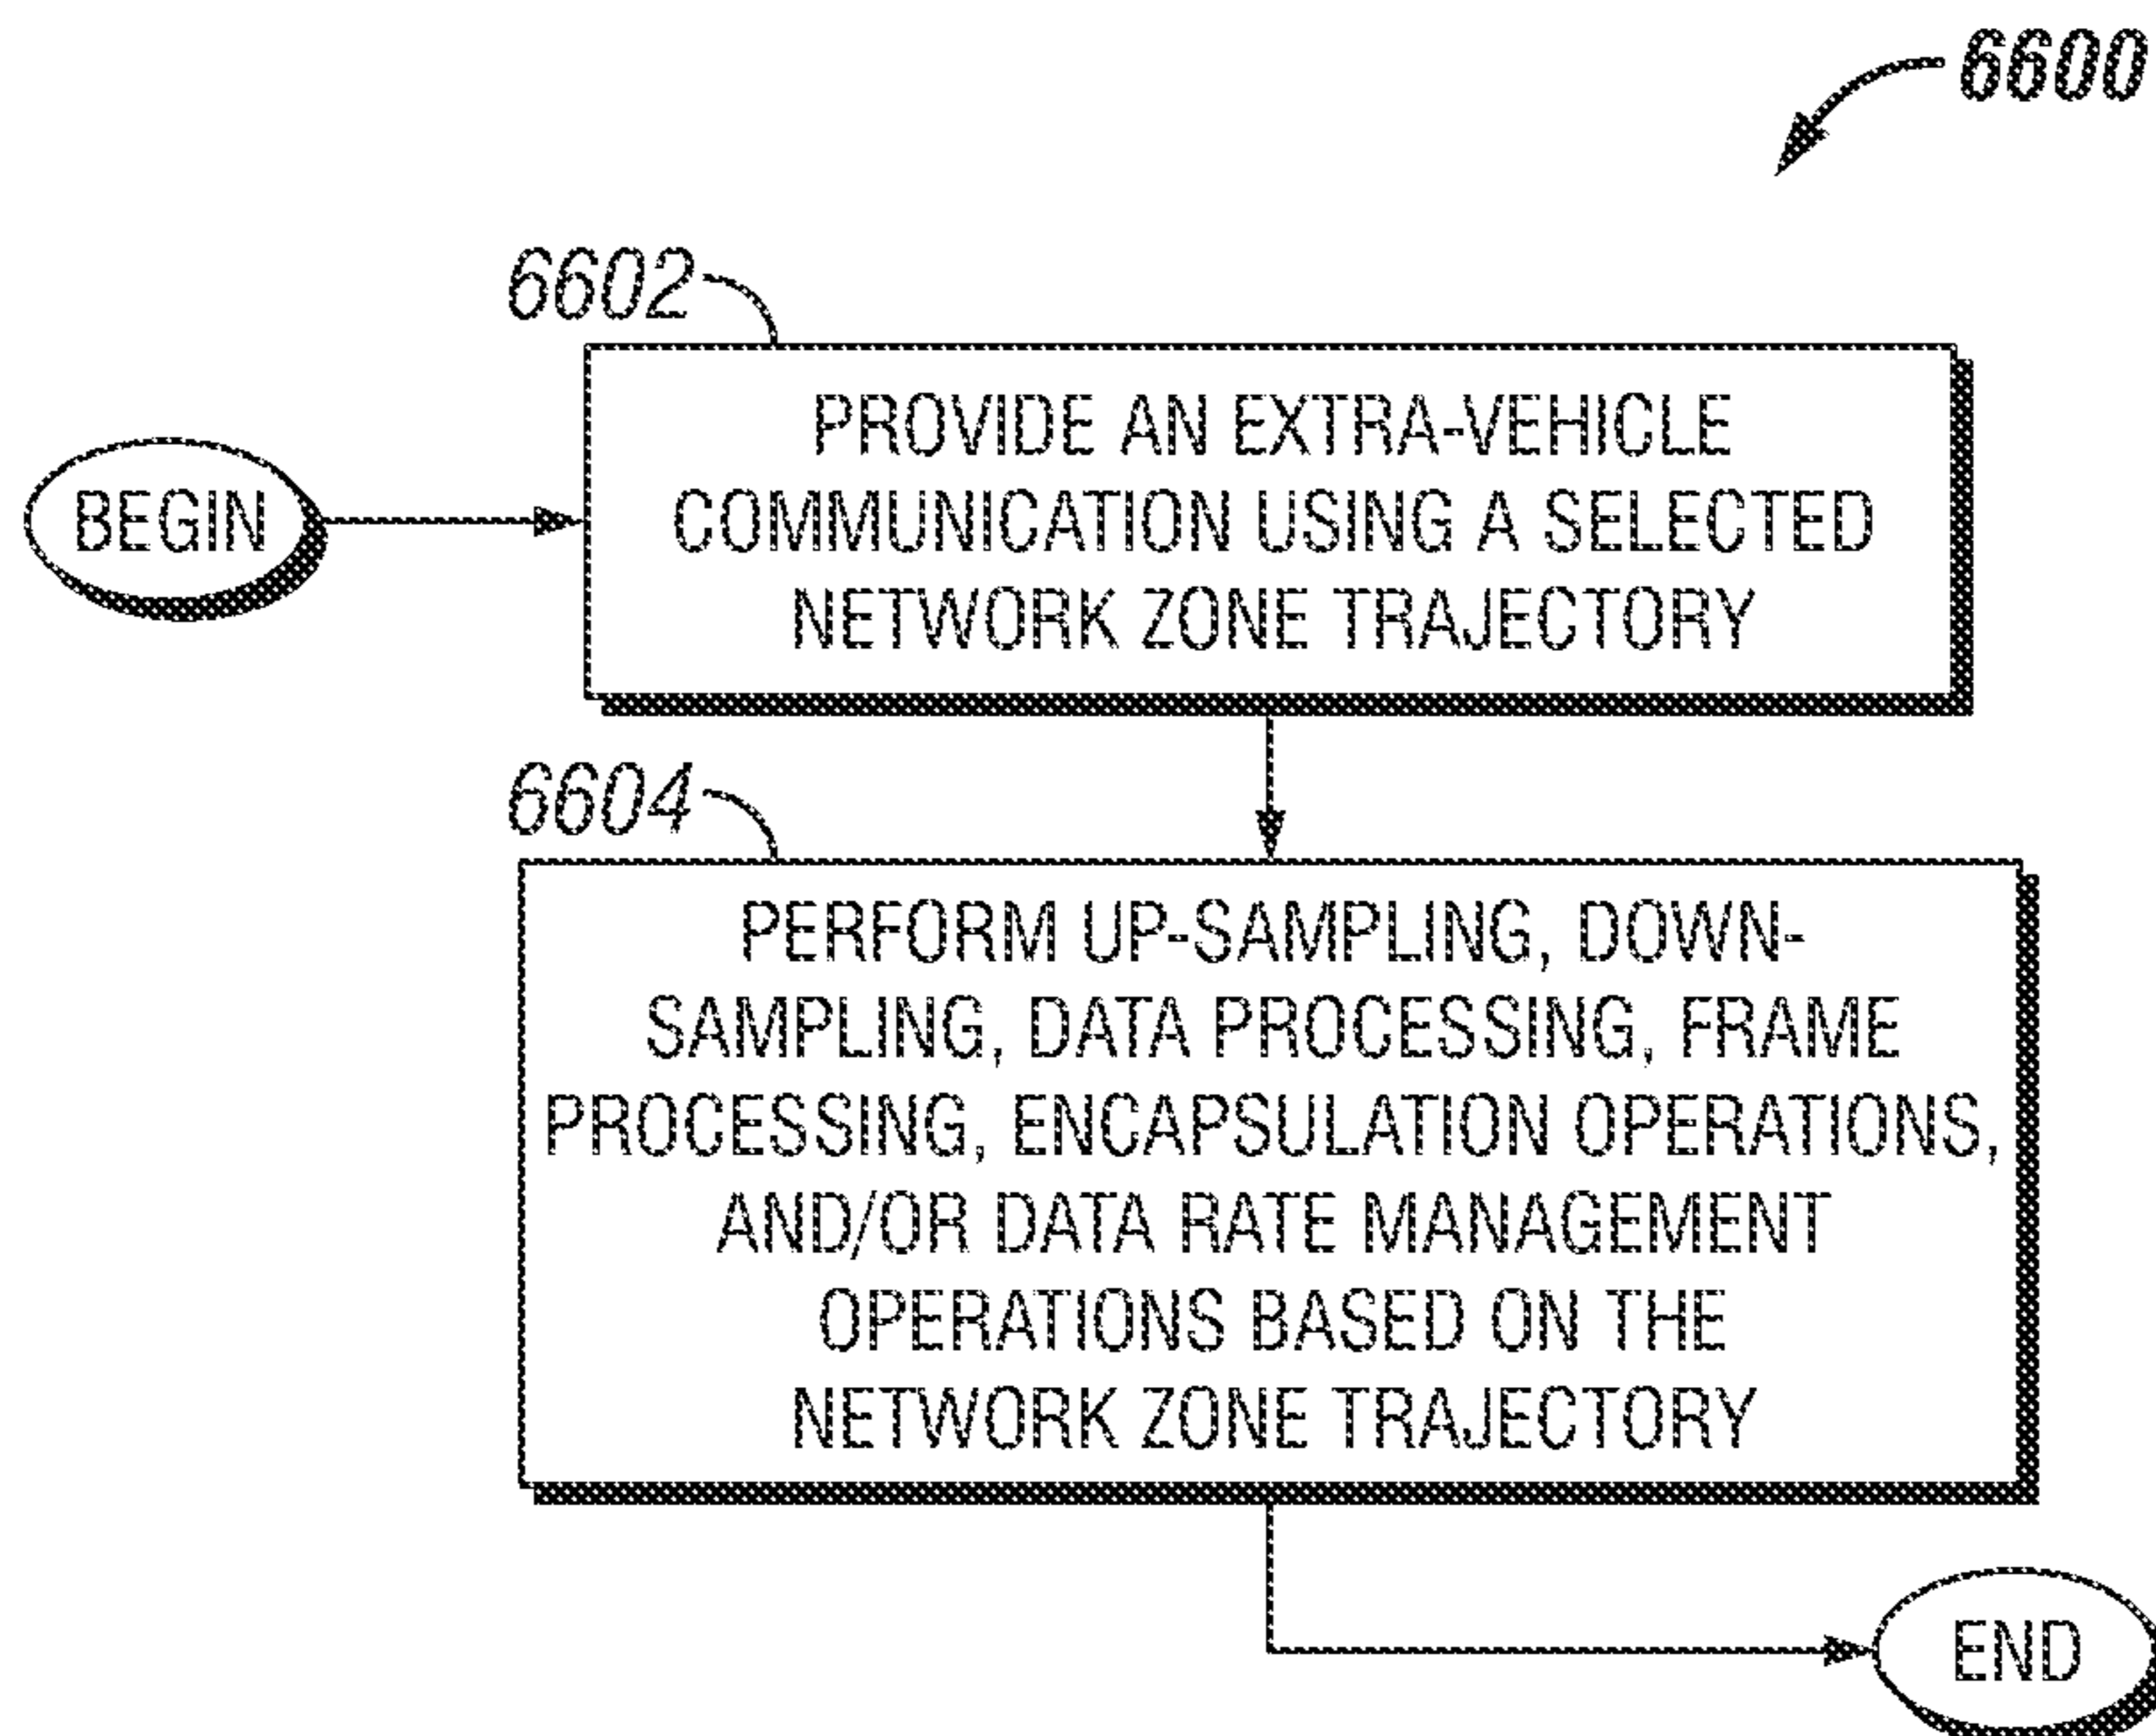 6600
6602
BEGIN
PROVIDE AN EXTRA-VEHICLE
COMMUNICATION USING A SELECTED
NETWORK ZONE TRAJECTORY
6604
PERFORM UP-SAMPLING, DOWN-
SAMPLING, DATA PROCESSING, FRAME
PROCESSING, ENCAPSULATION OPERATIONS,
AND/OR DATA RATE MANAGEMENT
OPERATIONS BASED ON THE
NETWORK ZONE TRAJECTORY
END